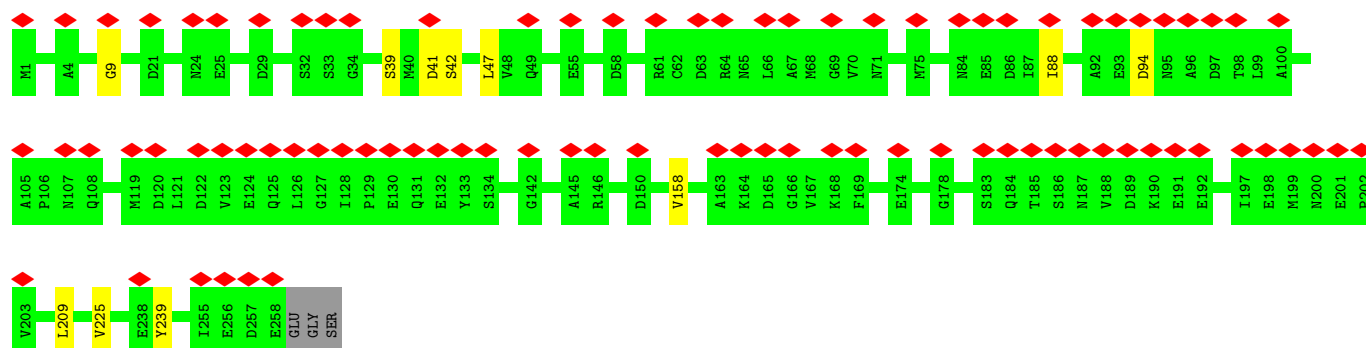 M1 A4 G9 D21 N24 E25 D29 S32 S33 G34 S39 M40 D41 S42 L47 V48 Q49 E55 D58 R61 C62 D63 R64 N65 L66 A67 M68 G69 V70 N71 M75 N84 E85 D86 I87 I88 A92 E93 D94 N95 A96 D97 T98 L99 A100
A105 P106 N107 Q108 M119 D120 L121 D122 V123 E124 Q125 L126 G127 I128 P129 E130 Q131 E132 Y133 S134 G142 A145 R146 D150 V158 A163 K164 D165 G166 V167 K168 F169 E174 G178 S183 Q184 T185 S186 N187 V188 D189 K190 E191 E192 I197 E198 M199 N200 E201
V203 L209 V225 E238 Y239 I255 E256 D257 E258 GLU GLY SER